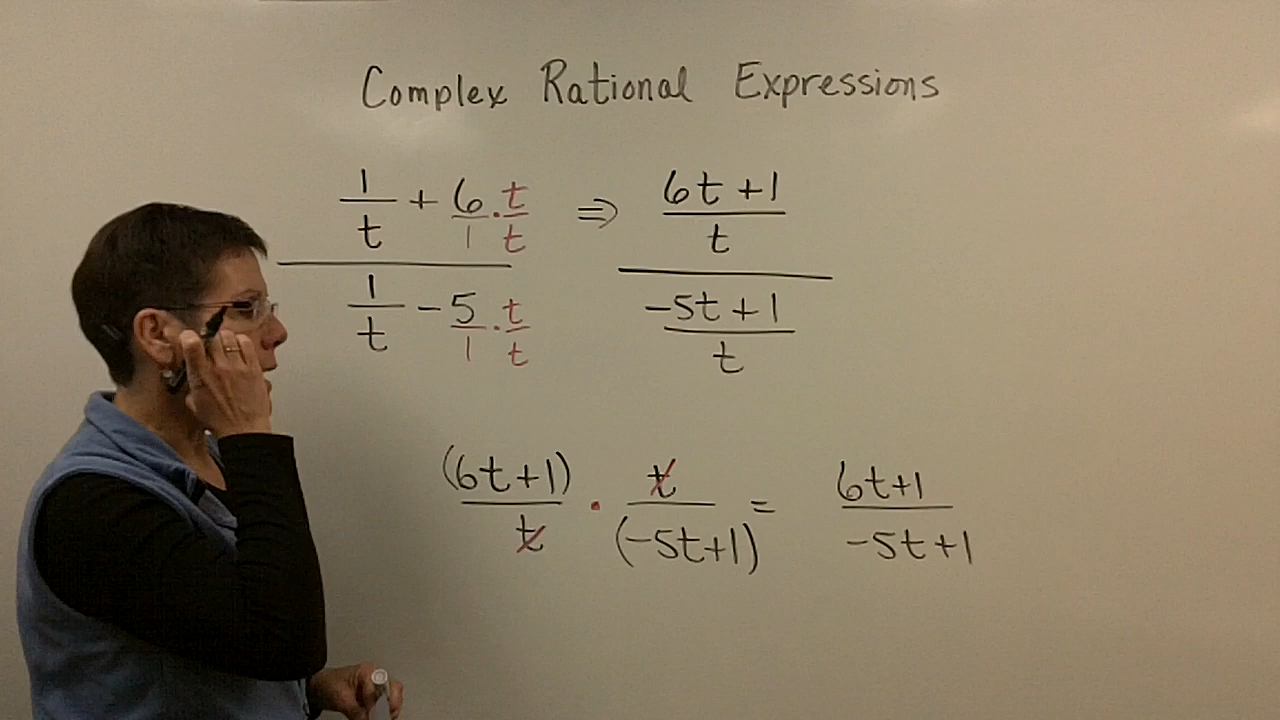 Complex Rational Expressions
1/t + 6/1 · t/t ⇒ 6t + 1/t
1/t - 5/1 · t/t -5t + 1/t
(6t+1)/t · t/(-5t+1) = 6t+1/-5t+1